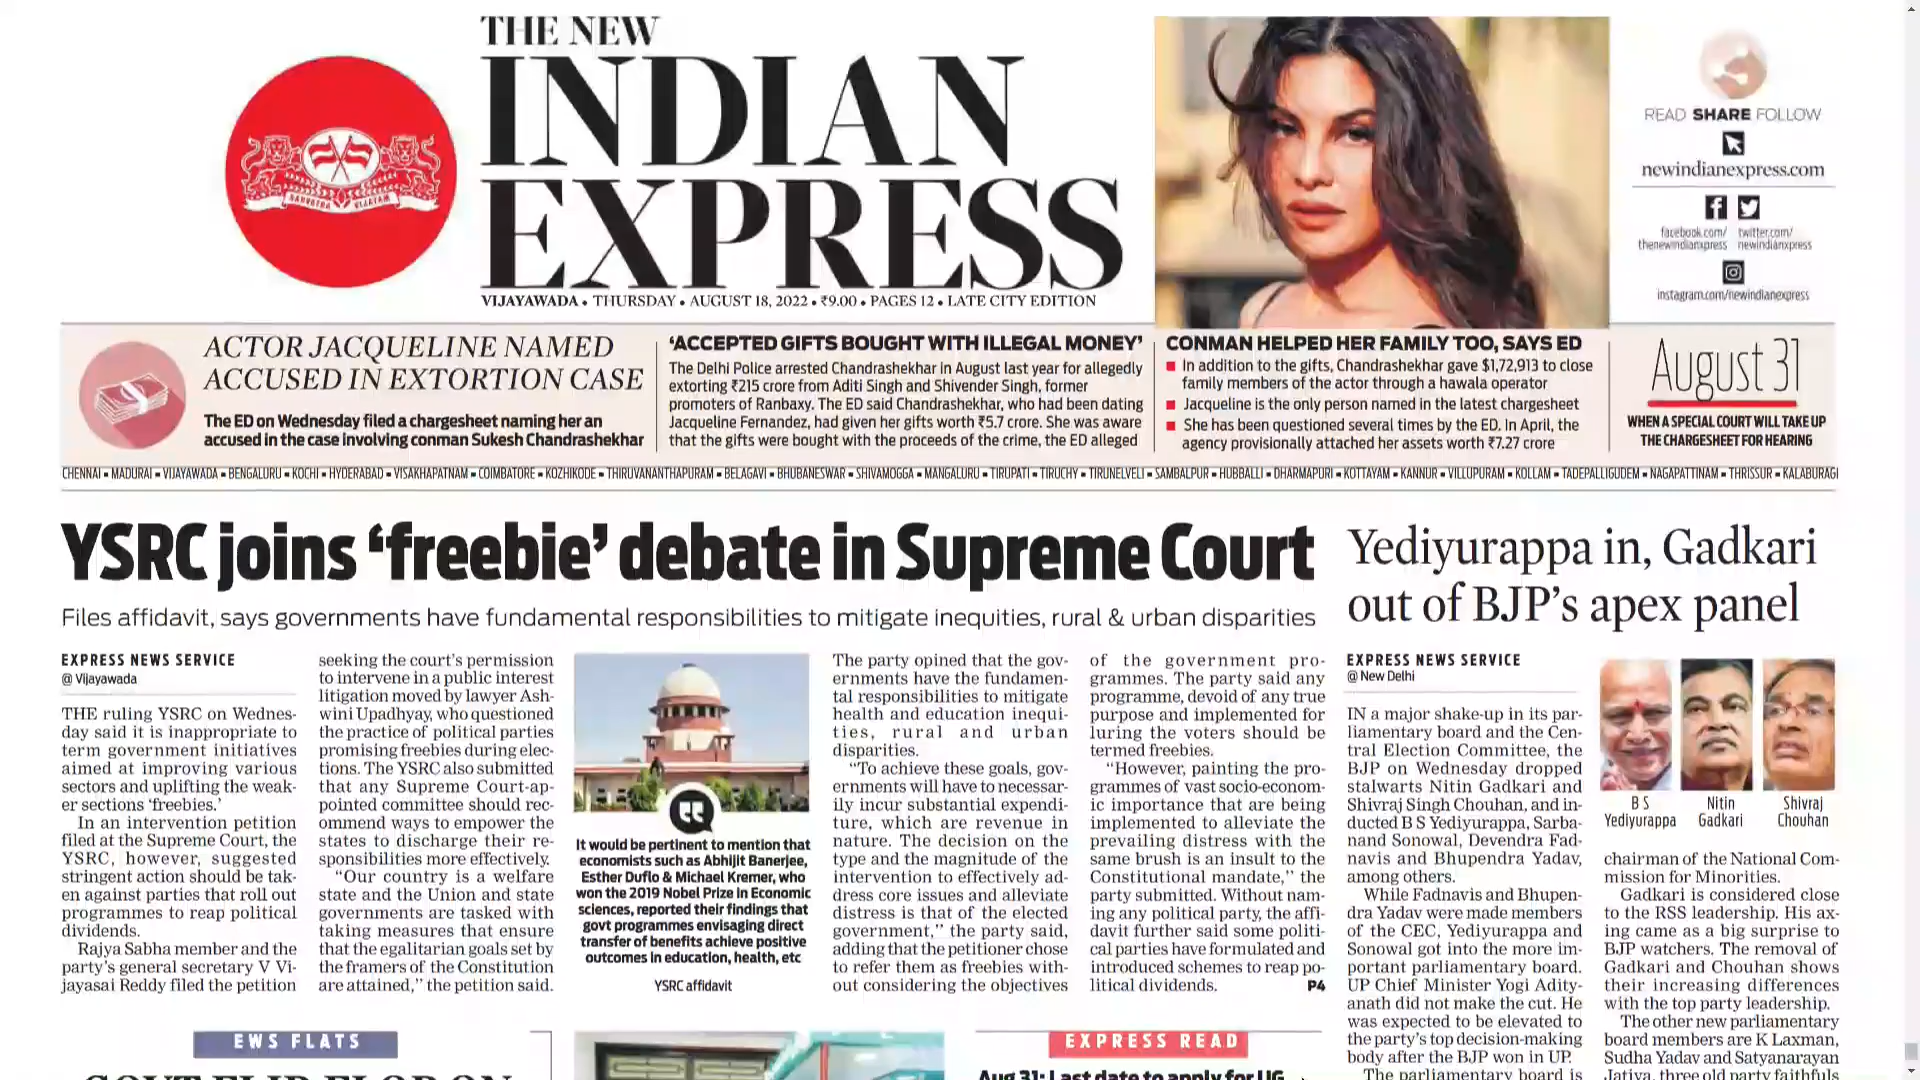 THE NEW
INDIAN
EXPRESS
VIJAYAWADA • THURSDAY • AUGUST 18, 2022 • ₹9.00 • PAGES 12 • LATE CITY EDITION
READ SHARE FOLLOW
newindianexpress.com
facebook.com/
thenewindianxpress
twitter.com/
newindianxpress
instagram.com/newindianexpress
ACTOR JACQUELINE NAMED
ACCUSED IN EXTORTION CASE
The ED on Wednesday filed a chargesheet naming her an
accused in the case involving conman Sukesh Chandrashekhar
‘ACCEPTED GIFTS BOUGHT WITH ILLEGAL MONEY’
The Delhi Police arrested Chandrashekhar in August last year for allegedly
extorting ₹215 crore from Aditi Singh and Shivender Singh, former
promoters of Ranbaxy. The ED said Chandrashekhar, who had been dating
Jacqueline Fernandez, had given her gifts worth ₹5.7 crore. She was aware
that the gifts were bought with the proceeds of the crime, the ED alleged
CONMAN HELPED HER FAMILY TOO, SAYS ED
■ In addition to the gifts, Chandrashekhar gave $1,72,913 to close
family members of the actor through a hawala operator
■ Jacqueline is the only person named in the latest chargesheet
■ She has been questioned several times by the ED. In April, the
agency provisionally attached her assets worth ₹7.27 crore
August 31
WHEN A SPECIAL COURT WILL TAKE UP
THE CHARGESHEET FOR HEARING
CHENNAI ▪ MADURAI ▪ VIJAYAWADA ▪ BENGALURU ▪ KOCHI ▪ HYDERABAD ▪ VISAKHAPATNAM ▪ COIMBATORE ▪ KOZHIKODE ▪ THIRUVANANTHAPURAM ▪ BELAGAVI ▪ BHUBANESWAR ▪ SHIVAMOGGA ▪ MANGALURU ▪ TIRUPATI ▪ TIRUCHY ▪ TIRUNELVELI ▪ SAMBALPUR ▪ HUBBALLI ▪ DHARMAPURI ▪ KOTTAYAM ▪ KANNUR ▪ VILLUPURAM ▪ KOLLAM ▪ TADEPALLIGUDEM ▪ NAGAPATTINAM ▪ THRISSUR ▪ KALABURAGI
YSRC joins ‘freebie’ debate in Supreme Court
Files affidavit, says governments have fundamental responsibilities to mitigate inequities, rural & urban disparities
EXPRESS NEWS SERVICE
@ Vijayawada
THE ruling YSRC on Wednes-
day said it is inappropriate to
term government initiatives
aimed at improving various
sectors and uplifting the weak-
er sections ‘freebies.’
In an intervention petition
filed at the Supreme Court, the
YSRC, however, suggested
stringent action should be tak-
en against parties that roll out
programmes to reap political
dividends.
Rajya Sabha member and the
party’s general secretary V Vi-
jayasai Reddy filed the petition
seeking the court’s permission
to intervene in a public interest
litigation moved by lawyer Ash-
wini Upadhyay, who questioned
the practice of political parties
promising freebies during elec-
tions. The YSRC also submitted
that any Supreme Court-ap-
pointed committee should rec-
ommend ways to empower the
states to discharge their re-
sponsibilities more effectively.
“Our country is a welfare
state and the Union and state
governments are tasked with
taking measures that ensure
that the egalitarian goals set by
the framers of the Constitution
are attained,” the petition said.
It would be pertinent to mention that
economists such as Abhijit Banerjee,
Esther Duflo & Michael Kremer, who
won the 2019 Nobel Prize in Economic
sciences, reported their findings that
govt programmes envisaging direct
transfer of benefits achieve positive
outcomes in education, health, etc
YSRC affidavit
The party opined that the gov-
ernments have the fundamen-
tal responsibilities to mitigate
health and education inequi-
ties, rural and urban
disparities.
“To achieve these goals, gov-
ernments will have to necessar-
ily incur substantial expendi-
ture, which are revenue in
nature. The decision on the
type and the magnitude of the
intervention to effectively ad-
dress core issues and alleviate
distress is that of the elected
government,” the party said,
adding that the petitioner chose
to refer them as freebies with-
out considering the objectives
of the government pro-
grammes. The party said any
programme, devoid of any true
purpose and implemented for
luring the voters should be
termed freebies.
“However, painting the pro-
grammes of vast socio-econom-
ic importance that are being
implemented to alleviate the
prevailing distress with the
same brush is an insult to the
Constitutional mandate,” the
party submitted. Without nam-
ing any political party, the affi-
davit further said some politi-
cal parties have formulated and
introduced schemes to reap po-
litical dividends. P4
Yediyurappa in, Gadkari
out of BJP’s apex panel
EXPRESS NEWS SERVICE
@ New Delhi
IN a major shake-up in its par-
liamentary board and the Cen-
tral Election Committee, the
BJP on Wednesday dropped
stalwarts Nitin Gadkari and
Shivraj Singh Chouhan, and in-
ducted B S Yediyurappa, Sarba-
nand Sonowal, Devendra Fad-
navis and Bhupendra Yadav,
among others.
While Fadnavis and Bhupen-
dra Yadav were made members
of the CEC, Yediyurappa and
Sonowal got into the more im-
portant parliamentary board.
UP Chief Minister Yogi Adity-
anath did not make the cut. He
was expected to be elevated to
the party’s top decision-making
body after the BJP won in UP.
The parliamentary board is
B S
Yediyurappa
Nitin
Gadkari
Shivraj
Chouhan
chairman of the National Com-
mission for Minorities.
Gadkari is considered close
to the RSS leadership. His ax-
ing came as a big surprise to
BJP watchers. The removal of
Gadkari and Chouhan shows
their increasing differences
with the top party leadership.
The other new parliamentary
board members are K Laxman,
Sudha Yadav and Satyanarayan
Jatiya, three old party faithfuls
EWS FLATS
GOVT FLIP FLOP ON
EXPRESS READ
Aug 31: Last date to apply for UG